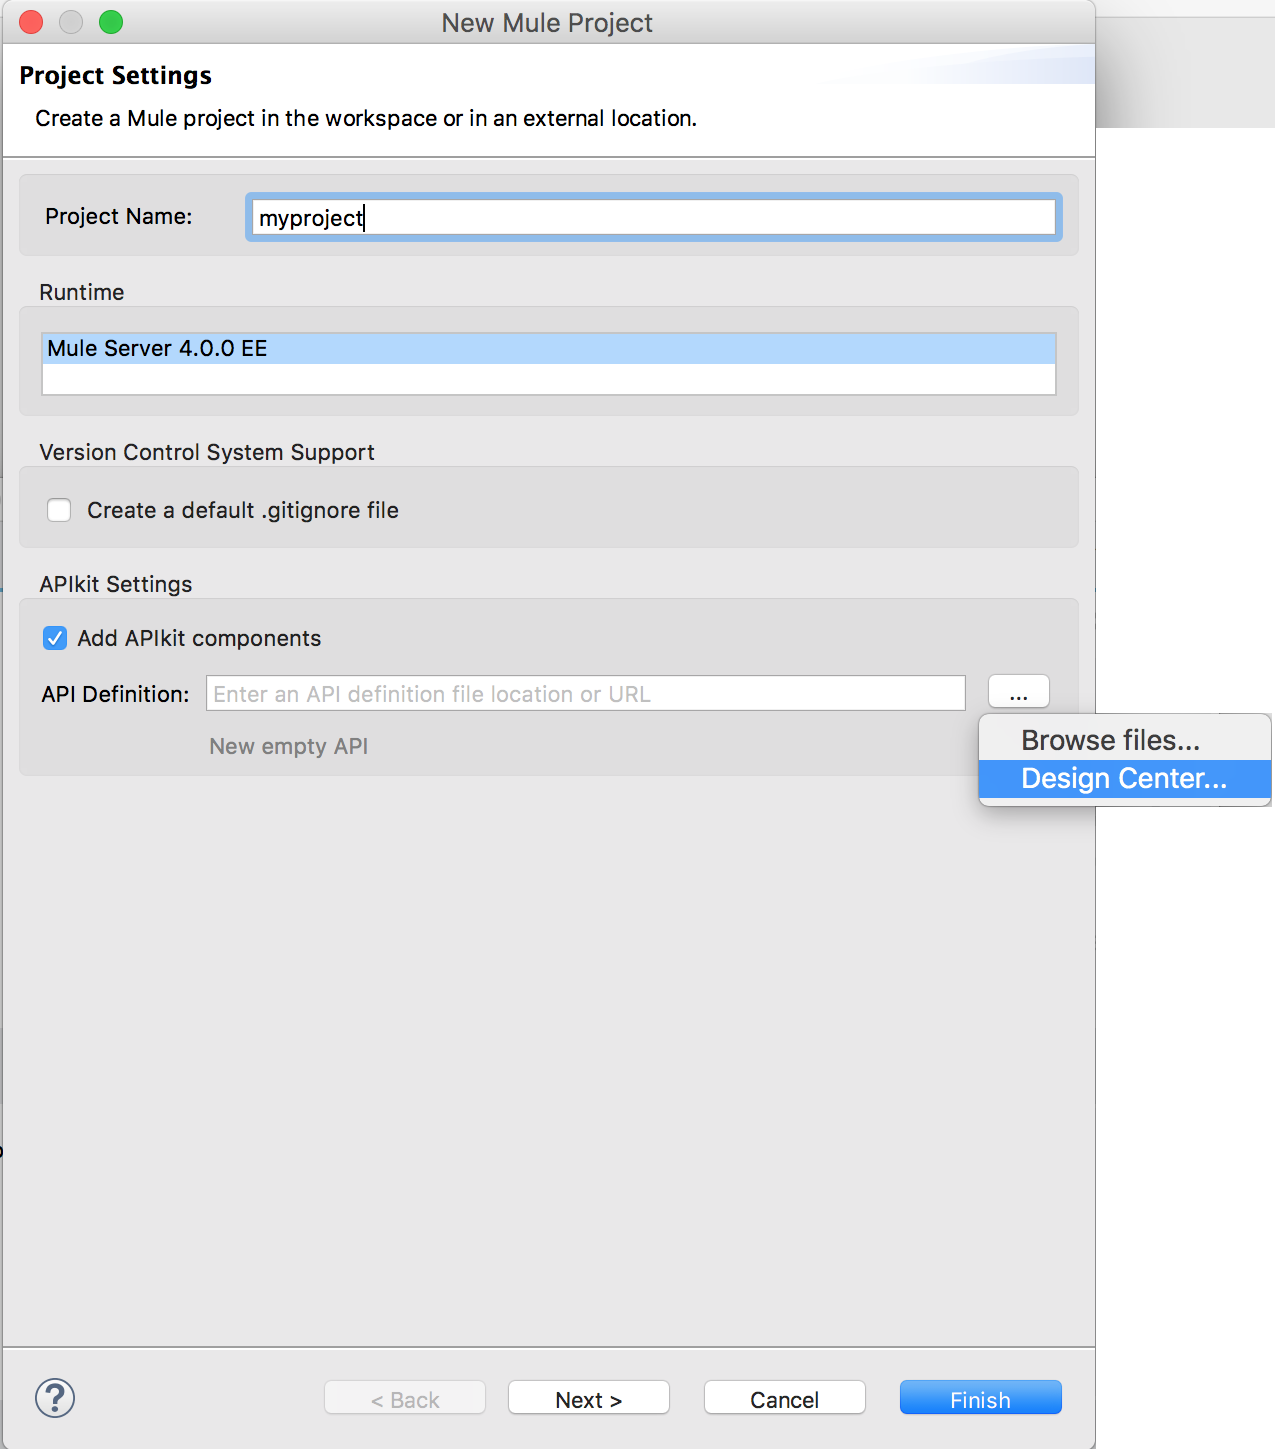 New Mule Project
Project Settings
Create a Mule project in the workspace or in an external location.
Project Name: myproject
Runtime
Mule Server 4.0.0 EE
Version Control System Support
Create a default .gitignore file
APIkit Settings
Add APIkit components
API Definition: Enter an API definition file location or URL ...
New empty API
Browse files...
Design Center...
? < Back Next > Cancel Finish